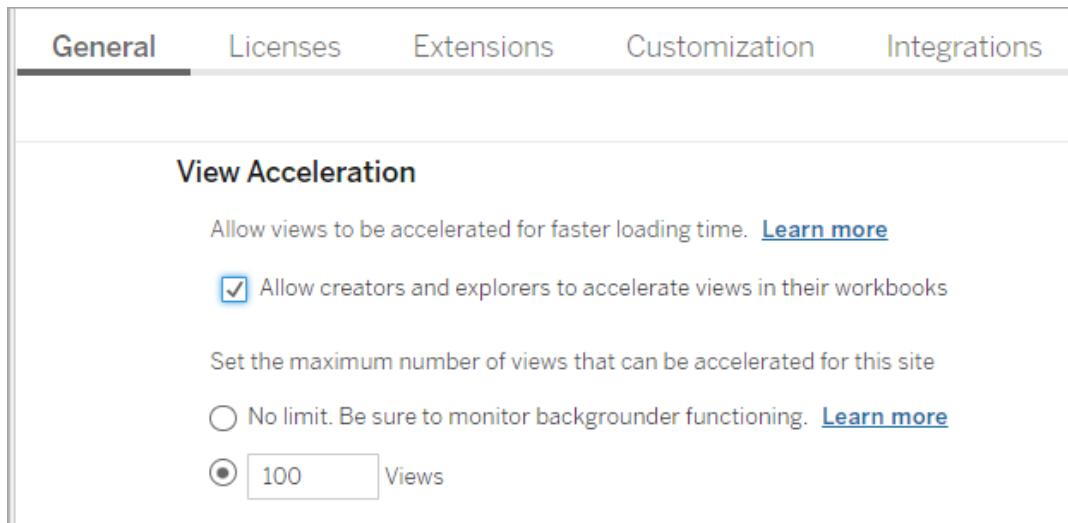 General Licenses Extensions Customization Integrations
View Acceleration
Allow views to be accelerated for faster loading time. Learn more
Allow creators and explorers to accelerate views in their workbooks
Set the maximum number of views that can be accelerated for this site
No limit. Be sure to monitor backgrounder functioning. Learn more
100 Views